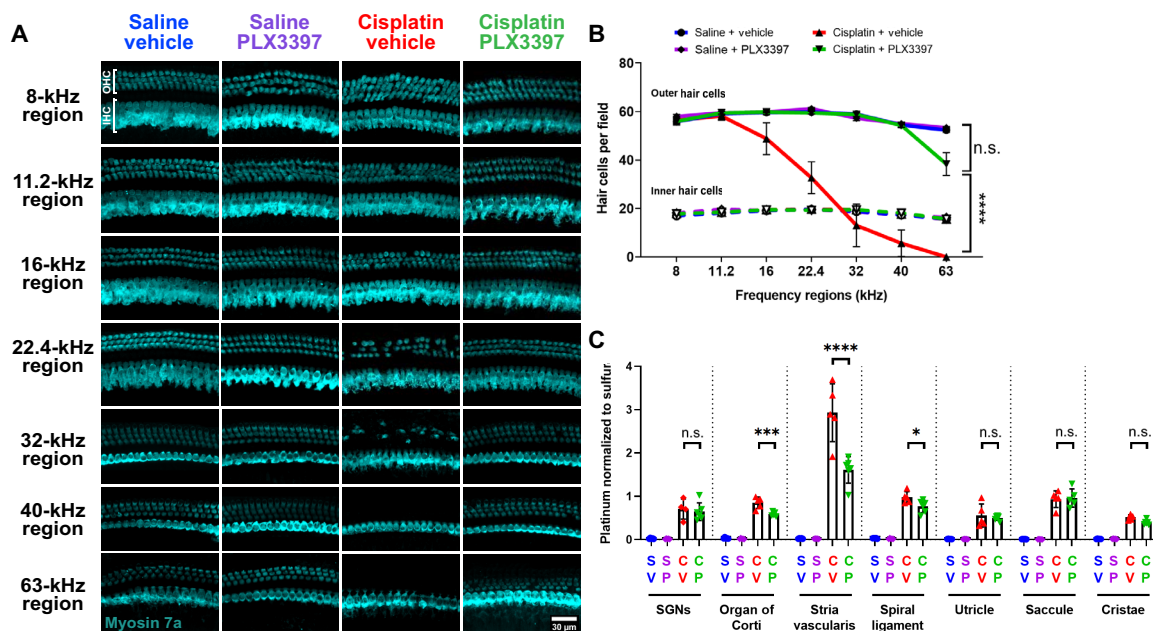 A
Saline
vehicle
Saline
PLX3397
Cisplatin
vehicle
Cisplatin
PLX3397
8-kHz
region
OHC
IHC
11.2-kHz
region
16-kHz
region
22.4-kHz
region
32-kHz
region
40-kHz
region
63-kHz
region
Myosin 7a
30 µm
B
Saline + vehicle
Saline + PLX3397
Cisplatin + vehicle
Cisplatin + PLX3397
Hair cells per field
80
60
40
20
0
Outer hair cells
Inner hair cells
n.s.
****
8 11.2 16 22.4 32 40 63
Frequency regions (kHz)
C
Platinum normalized to sulfur
4
3
2
1
0
n.s. *** **** * n.s. n.s. n.s.
S S C C S S C C S S C C S S C C S S C C S S C C S S C C
V P V P V P V P V P V P V P V P V P V P V P V P V P V P
SGNs
Organ of
Corti
Stria
vascularis
Spiral
ligament
Utricle
Saccule
Cristae